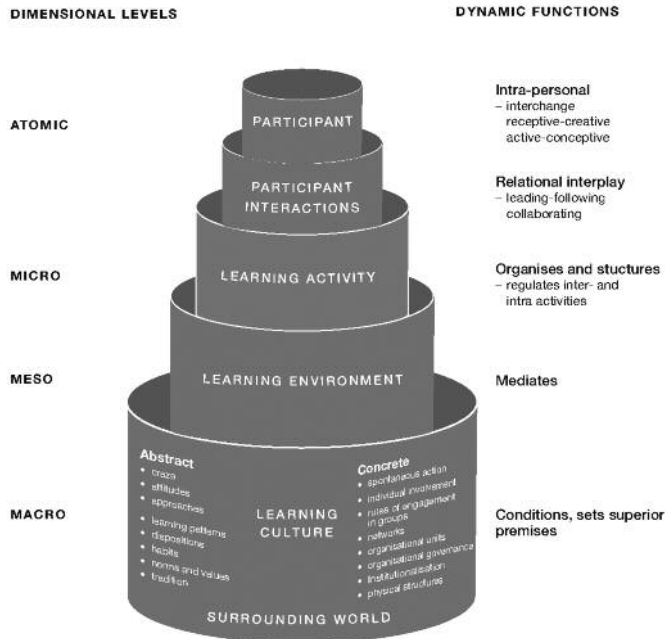 DIMENSIONAL LEVELS
DYNAMIC FUNCTIONS
ATOMIC
PARTICIPANT
Intra-personal
– interchange
receptive-creative
active-conceptive
PARTICIPANT
INTERACTIONS
Relational interplay
– leading-following
collaborating
MICRO
LEARNING ACTIVITY
Organises and stuctures
– regulates inter- and
intra activities
MESO
LEARNING ENVIRONMENT
Mediates
MACRO
Abstract
• craze
• attitudes
• approaches
• learning patterns
• dispositions
• habits
• norms and values
• tradition
LEARNING
CULTURE
Concrete
• spontaneous action
• individual involvement
• rules of engagement
in groups
• networks
• organisational units
• organisational governance
• Institutionalisation
• physical structures
Conditions, sets superior
premises
SURROUNDING WORLD